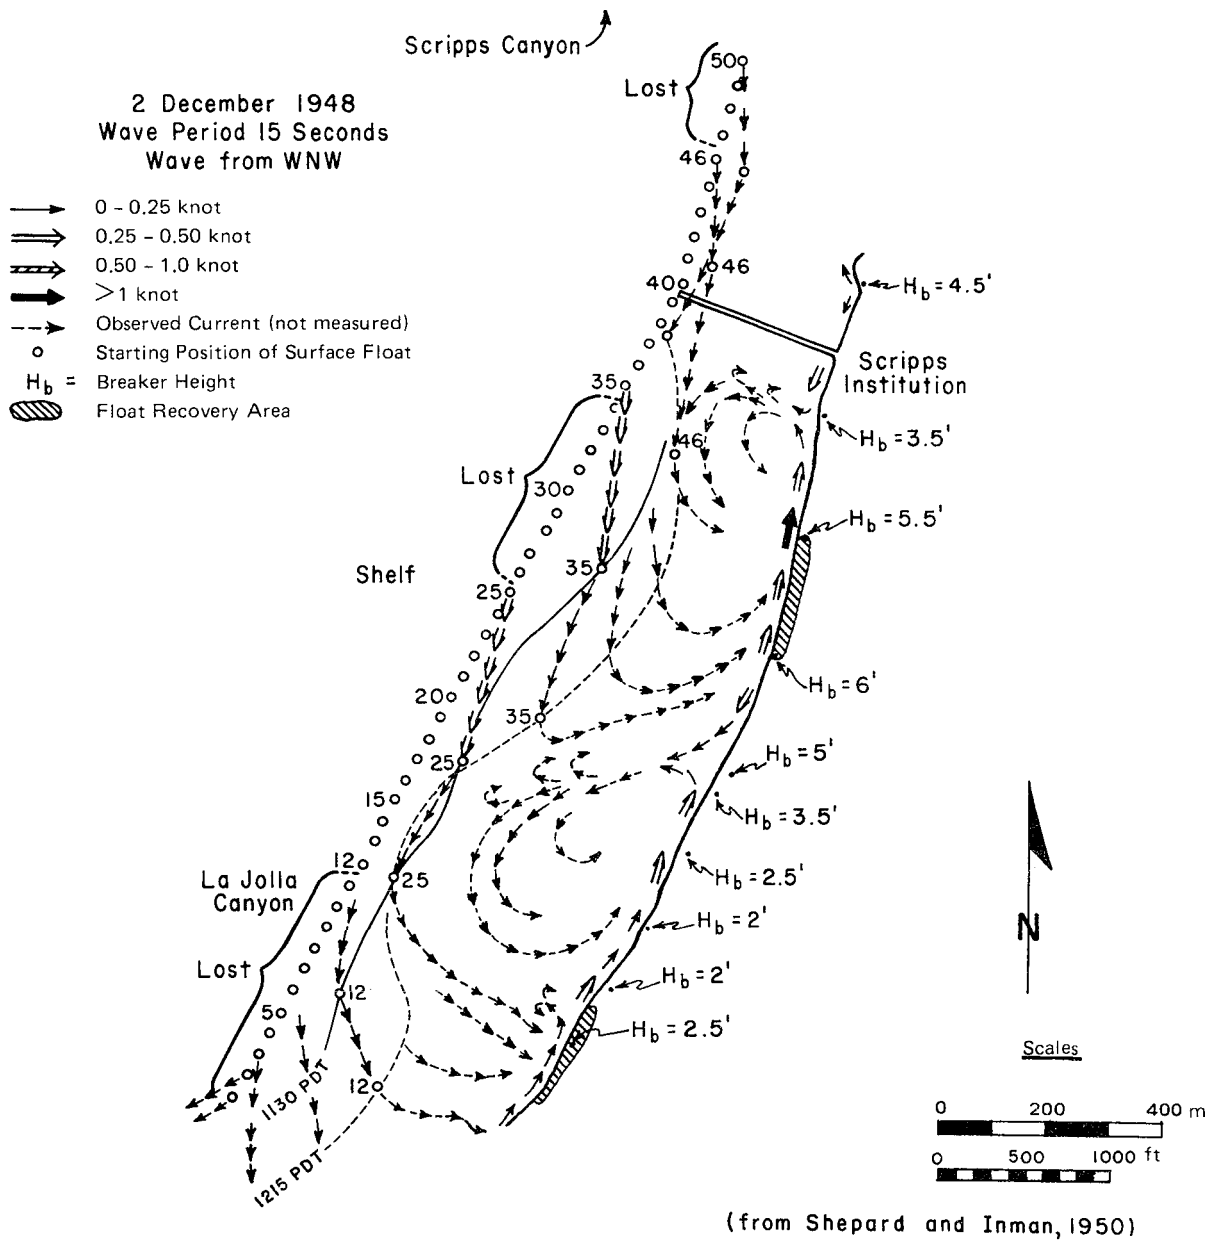 Scripps Canyon
50
Lost
2 December 1948
Wave Period 15 Seconds
Wave from WNW
46
0 - 0.25 knot
0.25 - 0.50 knot
0.50 - 1.0 knot
>1 knot
Observed Current (not measured)
Starting Position of Surface Float
Hb = Breaker Height
Float Recovery Area
46
40
Hb = 4.5'
Scripps
Institution
35
Hb = 3.5'
46
Lost
30
Hb = 5.5'
35
Shelf
25
Hb = 6'
20
35
Hb = 5'
25
15
Hb = 3.5'
12
La Jolla
Canyon
25
Hb = 2.5'
Hb = 2'
N
Lost
12
Hb = 2'
5
Hb = 2.5'
Scales
12
1130 PDT
1215 PDT
0 200 400 m
0 500 1000 ft
(from Shepard and Inman, 1950)